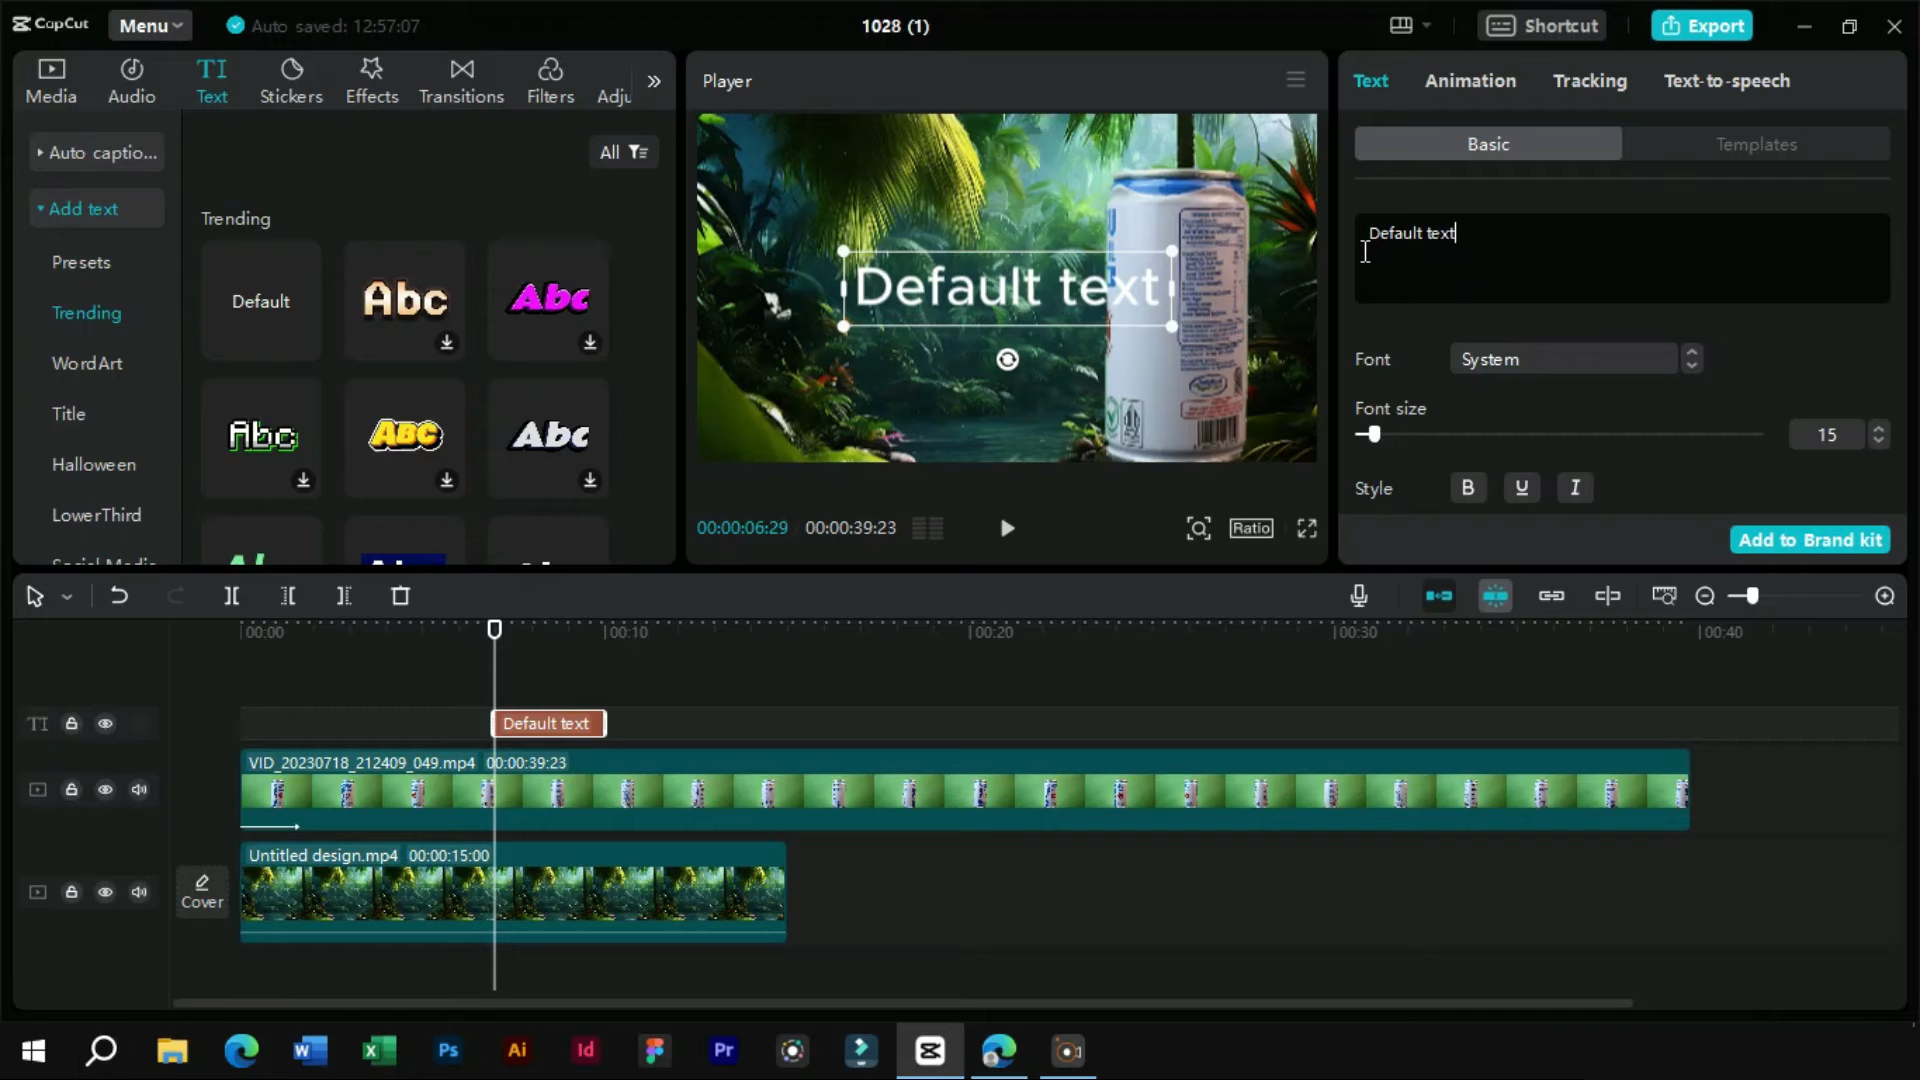 CapCut
Menu
Auto saved: 12:57:07
1028 (1)
Shortcut
Export
Media
Audio
TI
Text
Stickers
Effects
Transitions
Filters
Adju
Player
Text
Animation
Tracking
Text-to-speech
Auto captio...
All
Basic
Templates
Add text
Trending
Default text
Presets
Default
Abc
Abc
Default text
Trending
WordArt
Font
System
Font size
15
Title
Abc
ABC
Abc
Halloween
Style
B
U
I
LowerThird
00:00:06:29
00:00:39:23
Ratio
Add to Brand kit
Social Media
00:00
00:10
00:20
00:30
00:40
TI
Default text
VID_20230718_212409_049.mp4
00:00:39:23
Untitled design.mp4
00:00:15:00
Cover
W
X
Ps
Ai
Id
Pr